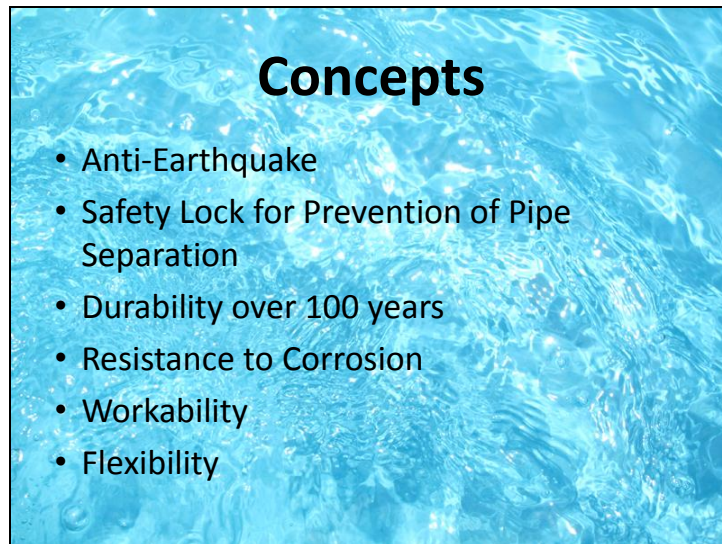 Concepts
• Anti-Earthquake
• Safety Lock for Prevention of Pipe
Separation
• Durability over 100 years
• Resistance to Corrosion
• Workability
• Flexibility